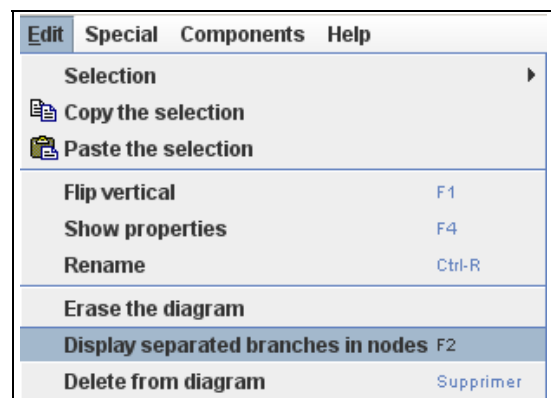 Edit Special Components Help
Selection
Copy the selection
Paste the selection
Flip vertical F1
Show properties F4
Rename Ctrl-R
Erase the diagram
Display separated branches in nodes F2
Delete from diagram Supprimer